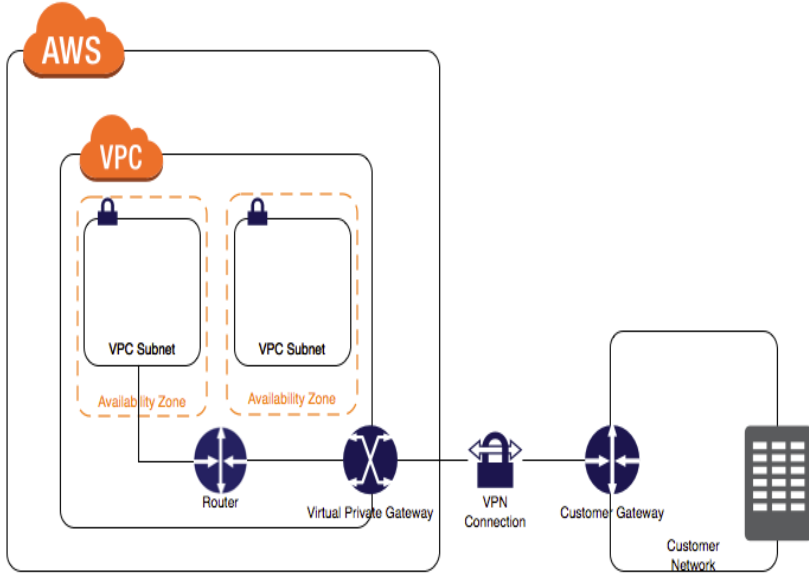 AWS
VPC
VPC Subnet
VPC Subnet
Availability Zone
Availability Zone
Router
Virtual Private Gateway
VPN
Connection
Customer Gateway
Customer
Network